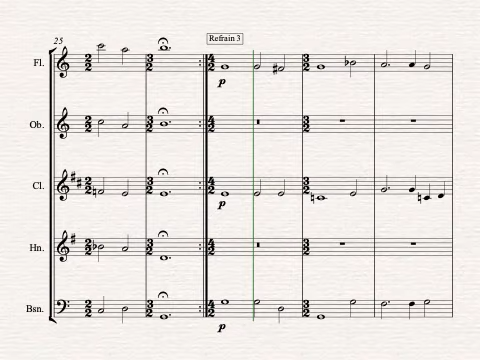 25
Refrain 3
Fl.
p
Ob.
Cl.
p
Hn.
Bsn.
p